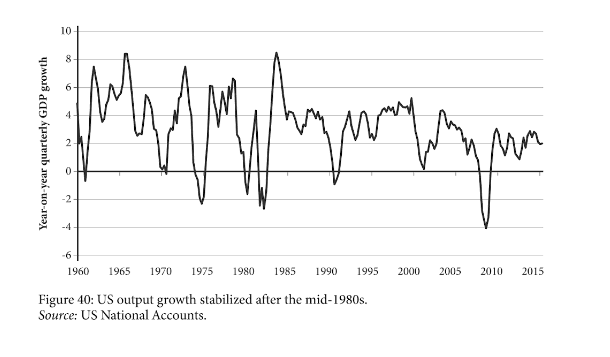 Year-on-year quarterly GDP growth
10
8
6
4
2
0
-2
-4
-6
1960 1965 1970 1975 1980 1985 1990 1995 2000 2005 2010 2015
Figure 40: US output growth stabilized after the mid-1980s.
Source: US National Accounts.